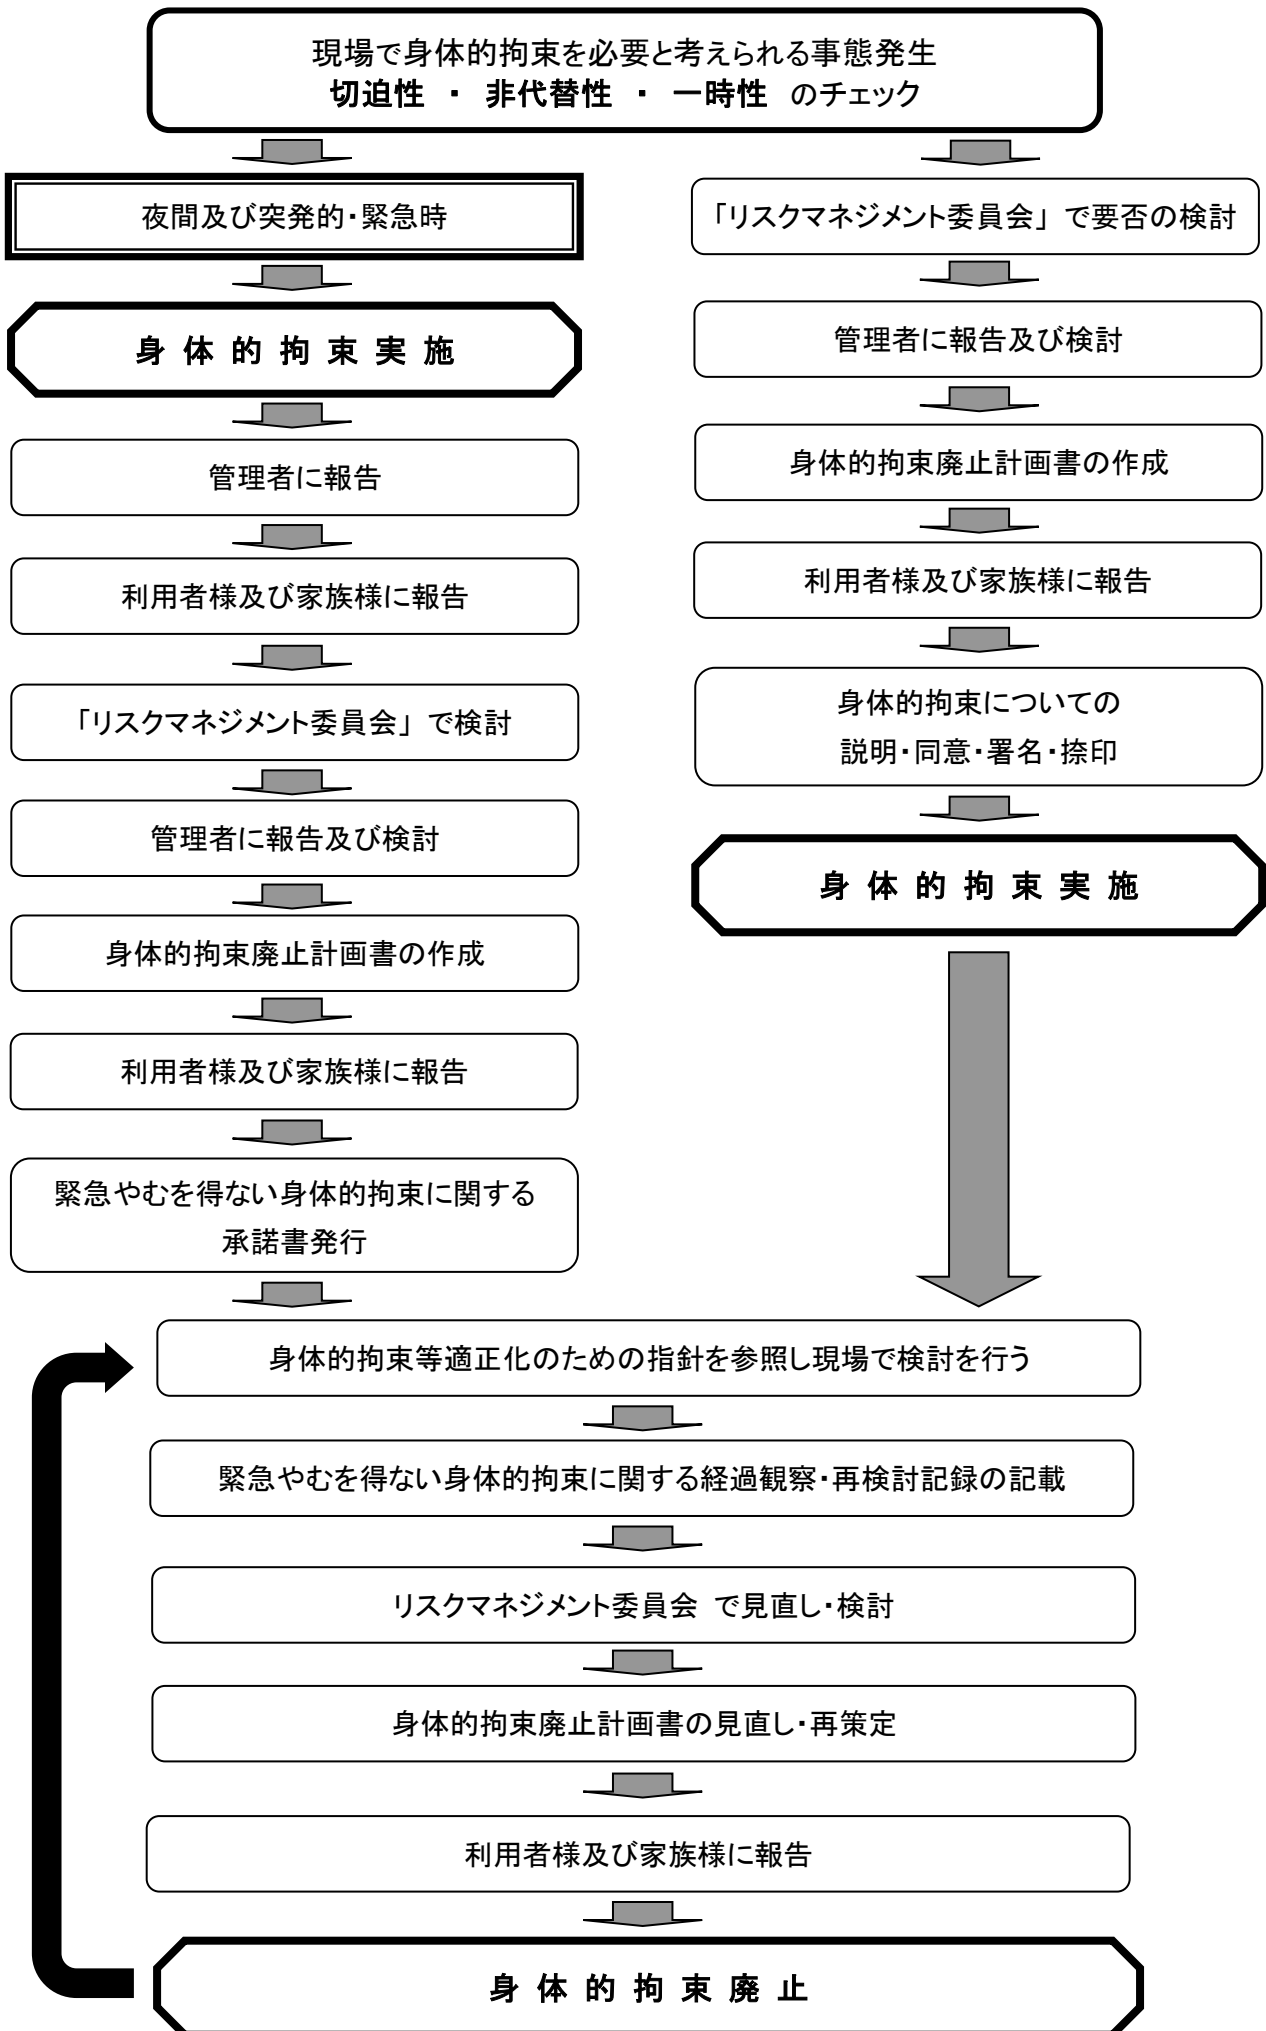 現場で身体的拘束を必要と考えられる事態発生
切迫性 ・ 非代替性 ・ 一時性 のチェック
夜間及び突発的・緊急時
身体的拘束実施
管理者に報告
利用者様及び家族様に報告
「リスクマネジメント委員会」で検討
管理者に報告及び検討
身体的拘束廃止計画書の作成
利用者様及び家族様に報告
緊急やむを得ない身体的拘束に関する
承諾書発行
「リスクマネジメント委員会」で要否の検討
管理者に報告及び検討
身体的拘束廃止計画書の作成
利用者様及び家族様に報告
身体的拘束についての
説明・同意・署名・捺印
身体的拘束実施
身体的拘束等適正化のための指針を参照し現場で検討を行う
緊急やむを得ない身体的拘束に関する経過観察・再検討記録の記載
リスクマネジメント委員会 で見直し・検討
身体的拘束廃止計画書の見直し・再策定
利用者様及び家族様に報告
身体的拘束廃止